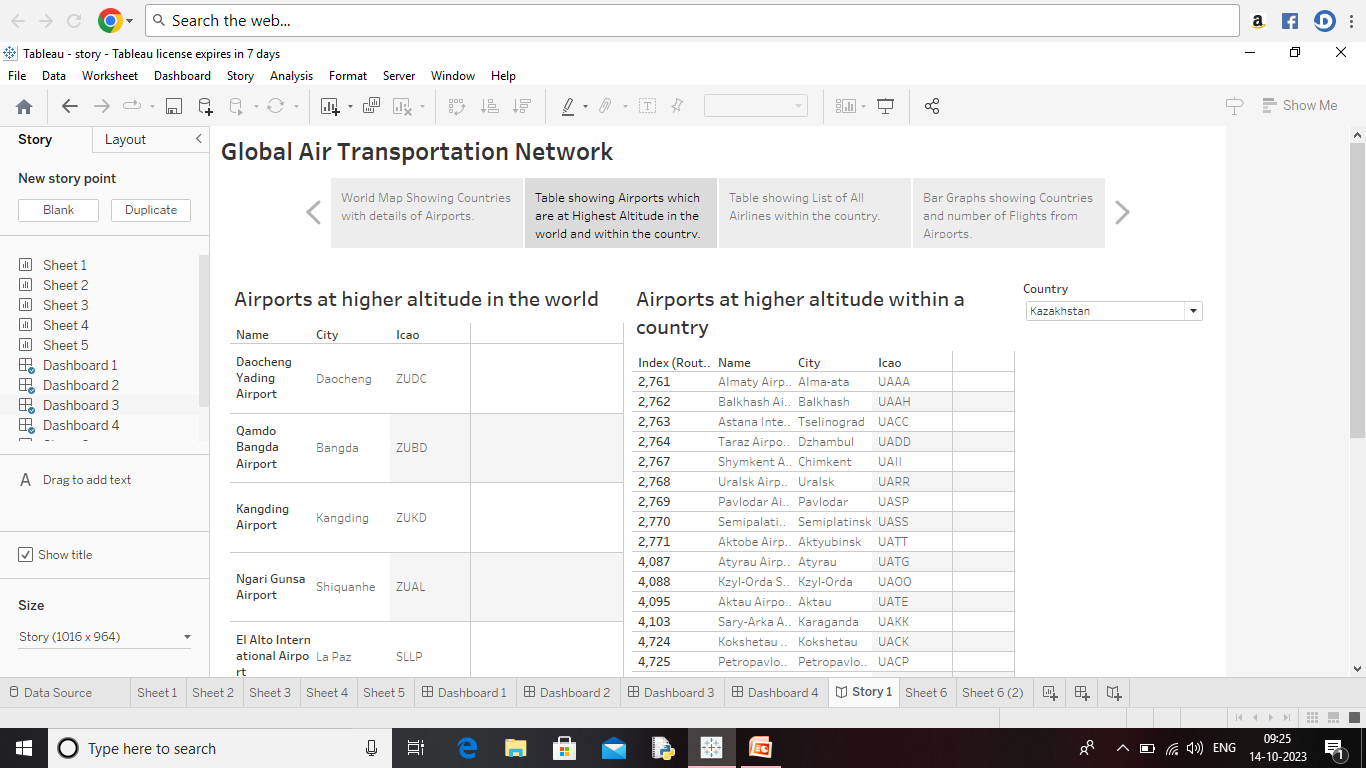 Search the web...
Tableau - story - Tableau license expires in 7 days
File Data Worksheet Dashboard Story Analysis Format Server Window Help
Show Me
Story Layout
New story point
Blank Duplicate
Sheet 1
Sheet 2
Sheet 3
Sheet 4
Sheet 5
Dashboard 1
Dashboard 2
Dashboard 3
Dashboard 4
Drag to add text
Show title
Size
Story (1016 x 964)
Global Air Transportation Network
World Map Showing Countries
with details of Airports.
Table showing Airports which
are at Highest Altitude in the
world and within the country.
Table showing List of All
Airlines within the country.
Bar Graphs showing Countries
and number of Flights from
Airports.
Airports at higher altitude in the world
Name City Icao
Daocheng
Yading
Airport
Daocheng ZUDC
Qamdo
Bangda
Airport
Bangda ZUBD
Kangding
Airport
Kangding ZUKD
Ngari Gunsa
Airport
Shiquanhe ZUAL
El Alto Intern
ational Airpo
rt
La Paz SLLP
Airports at higher altitude within a
country
Index (Rout.. Name City Icao
2,761 Almaty Airp.. Alma-ata UAAA
2,762 Balkhash Ai.. Balkhash UAAH
2,763 Astana Inte.. Tselinograd UACC
2,764 Taraz Airpo.. Dzhambul UADD
2,767 Shymkent A.. Chimkent UAII
2,768 Uralsk Airp.. Uralsk UARR
2,769 Pavlodar Ai.. Pavlodar UASP
2,770 Semipalati.. Semiplatinsk UASS
2,771 Aktobe Airp.. Aktyubinsk UATT
4,087 Atyrau Airp.. Atyrau UATG
4,088 Kzyl-Orda S.. Kzyl-Orda UAOO
4,095 Aktau Airpo.. Aktau UATE
4,103 Sary-Arka A.. Karaganda UAKK
4,724 Kokshetau .. Kokshetau UACK
4,725 Petropavlo.. Petropavlo.. UACP
Country
Kazakhstan
Data Source Sheet 1 Sheet 2 Sheet 3 Sheet 4 Sheet 5 Dashboard 1 Dashboard 2 Dashboard 3 Dashboard 4 Story 1 Sheet 6 Sheet 6 (2)
Type here to search
ENG
09:25
14-10-2023
1